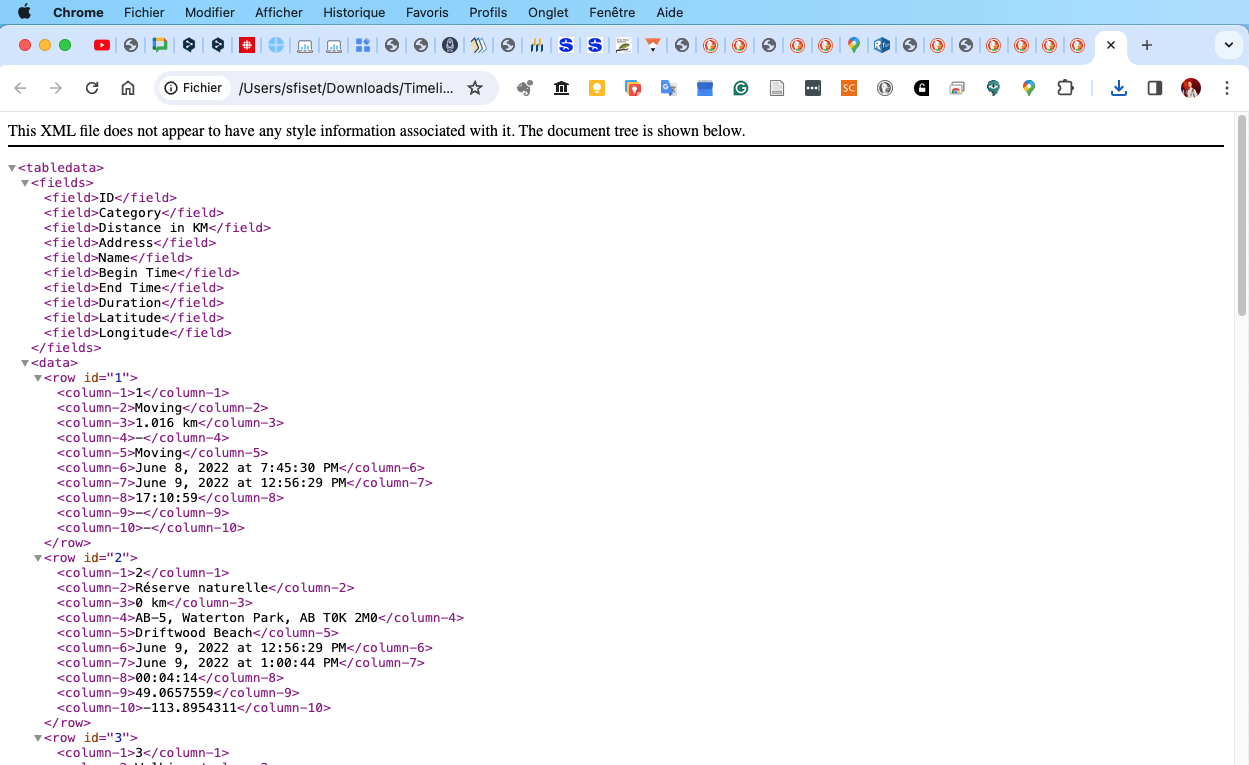 Chrome Fichier Modifier Afficher Historique Favoris Profils Onglet Fenêtre Aide
Fichier /Users/sfiset/Downloads/Timeli...
This XML file does not appear to have any style information associated with it. The document tree is shown below.
▼<tabledata>
▼<fields>
<field>ID</field>
<field>Category</field>
<field>Distance in KM</field>
<field>Address</field>
<field>Name</field>
<field>Begin Time</field>
<field>End Time</field>
<field>Duration</field>
<field>Latitude</field>
<field>Longitude</field>
</fields>
▼<data>
▼<row id="1">
<column-1>1</column-1>
<column-2>Moving</column-2>
<column-3>1.016 km</column-3>
<column-4>-</column-4>
<column-5>Moving</column-5>
<column-6>June 8, 2022 at 7:45:30 PM</column-6>
<column-7>June 9, 2022 at 12:56:29 PM</column-7>
<column-8>17:10:59</column-8>
<column-9>-</column-9>
<column-10>-</column-10>
</row>
▼<row id="2">
<column-1>2</column-1>
<column-2>Réserve naturelle</column-2>
<column-3>0 km</column-3>
<column-4>AB-5, Waterton Park, AB T0K 2M0</column-4>
<column-5>Driftwood Beach</column-5>
<column-6>June 9, 2022 at 12:56:29 PM</column-6>
<column-7>June 9, 2022 at 1:00:44 PM</column-7>
<column-8>00:04:14</column-8>
<column-9>49.0657559</column-9>
<column-10>-113.8954311</column-10>
</row>
▼<row id="3">
<column-1>3</column-1>